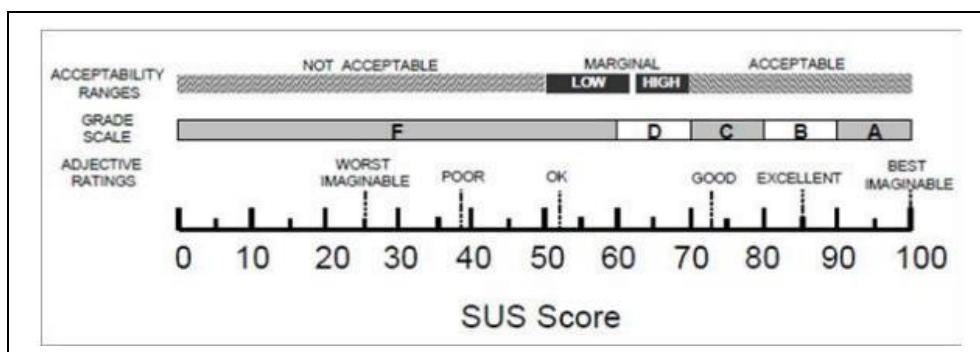 NOT ACCEPTABLE MARGINAL ACCEPTABLE
ACCEPTABILITY RANGES LOW HIGH
GRADE SCALE F D C B A
ADJECTIVE RATINGS WORST IMAGINABLE POOR OK GOOD EXCELLENT BEST IMAGINABLE
0 10 20 30 40 50 60 70 80 90 100
SUS Score